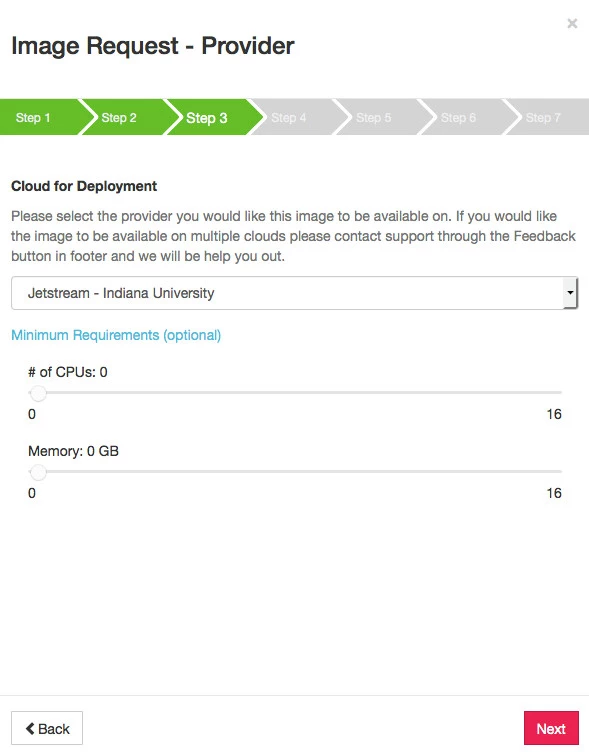 ×
Image Request - Provider
Step 1 Step 2 Step 3 Step 4 Step 5 Step 6 Step 7
Cloud for Deployment
Please select the provider you would like this image to be available on. If you would like
the image to be available on multiple clouds please contact support through the Feedback
button in footer and we will be help you out.
Jetstream - Indiana University
Minimum Requirements (optional)
# of CPUs: 0
0 16
Memory: 0 GB
0 16
Back Next